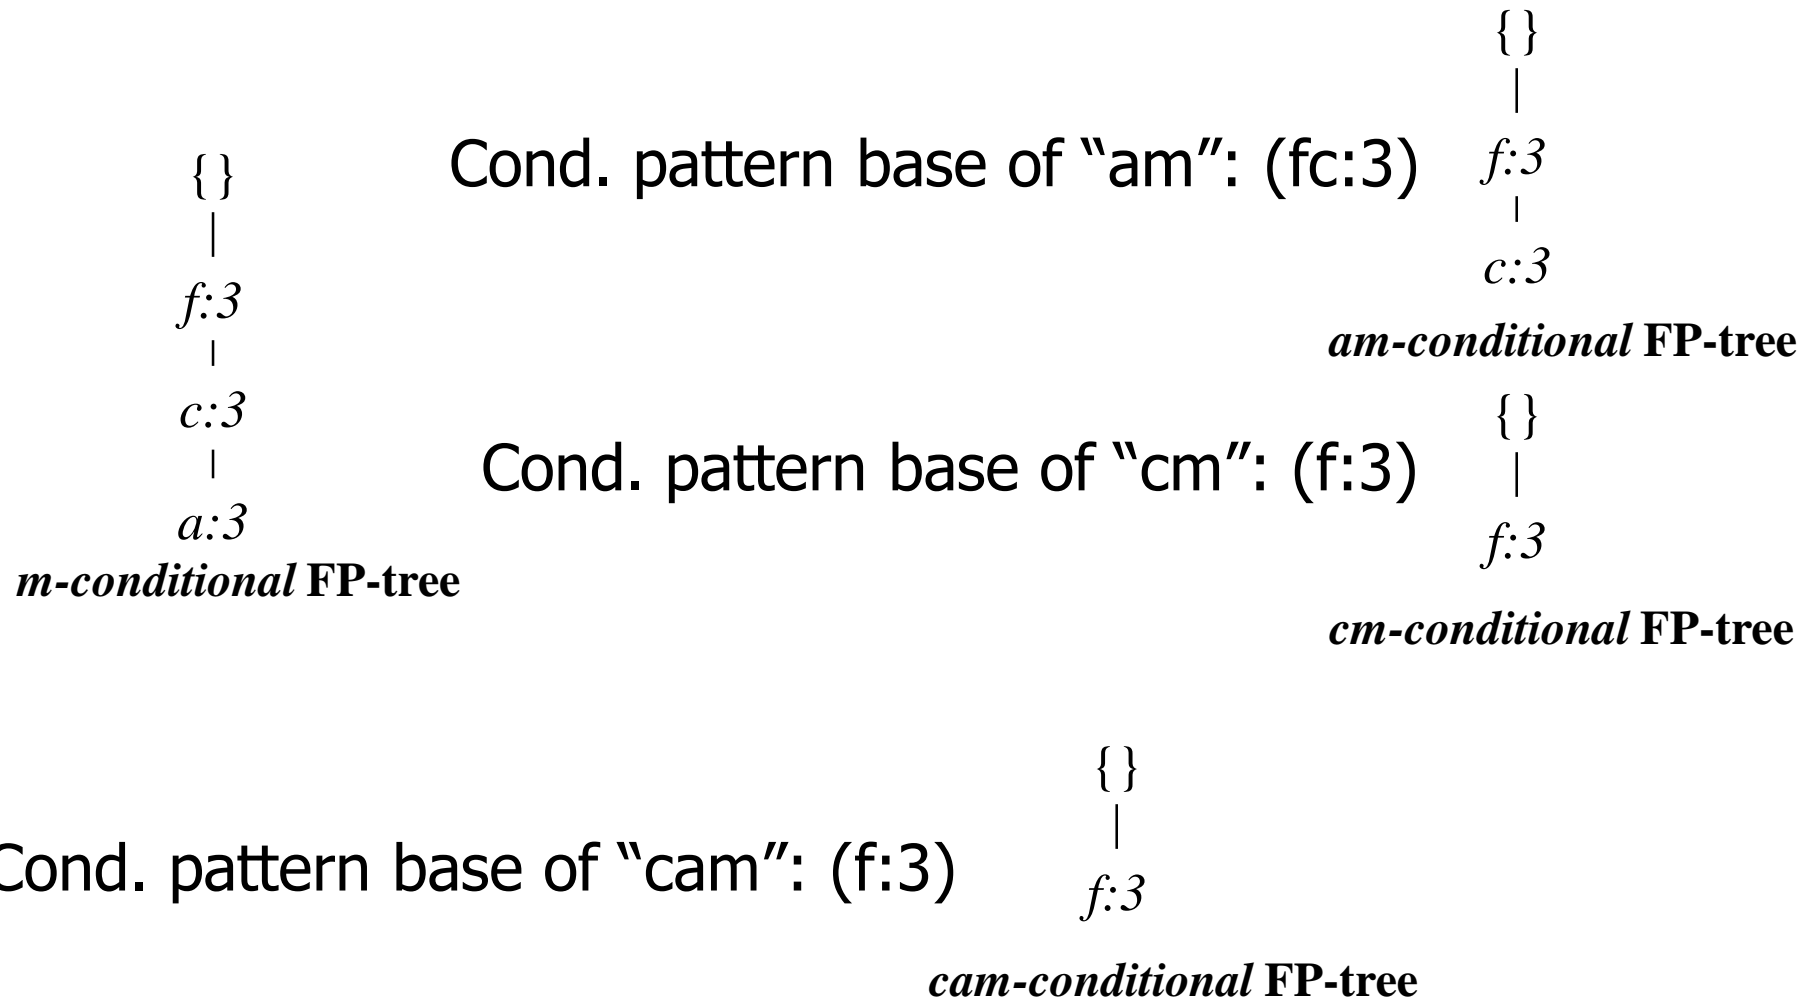 {}
Cond. pattern base of “am”: (fc:3)
f:3
c:3
am-conditional FP-tree
{}
f:3
c:3
a:3
m-conditional FP-tree
Cond. pattern base of “cm”: (f:3)
{}
f:3
cm-conditional FP-tree
Cond. pattern base of “cam”: (f:3)
{}
f:3
cam-conditional FP-tree